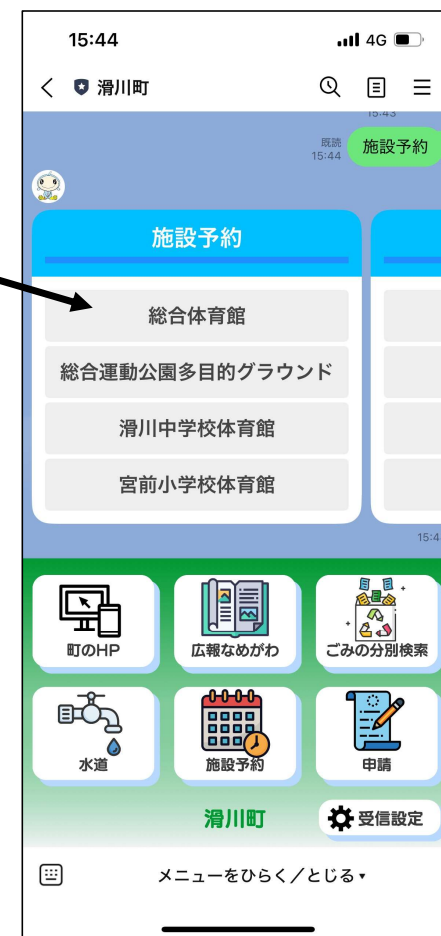 15:44
4G
滑川町
15:43
既読
15:44
施設予約
施設予約
総合体育館
総合運動公園多目的グラウンド
滑川中学校体育館
宮前小学校体育館
15:4
町のHP
広報なめがわ
ごみの分別検索
水道
施設予約
申請
滑川町
受信設定
メニューをひらく／とじる▾